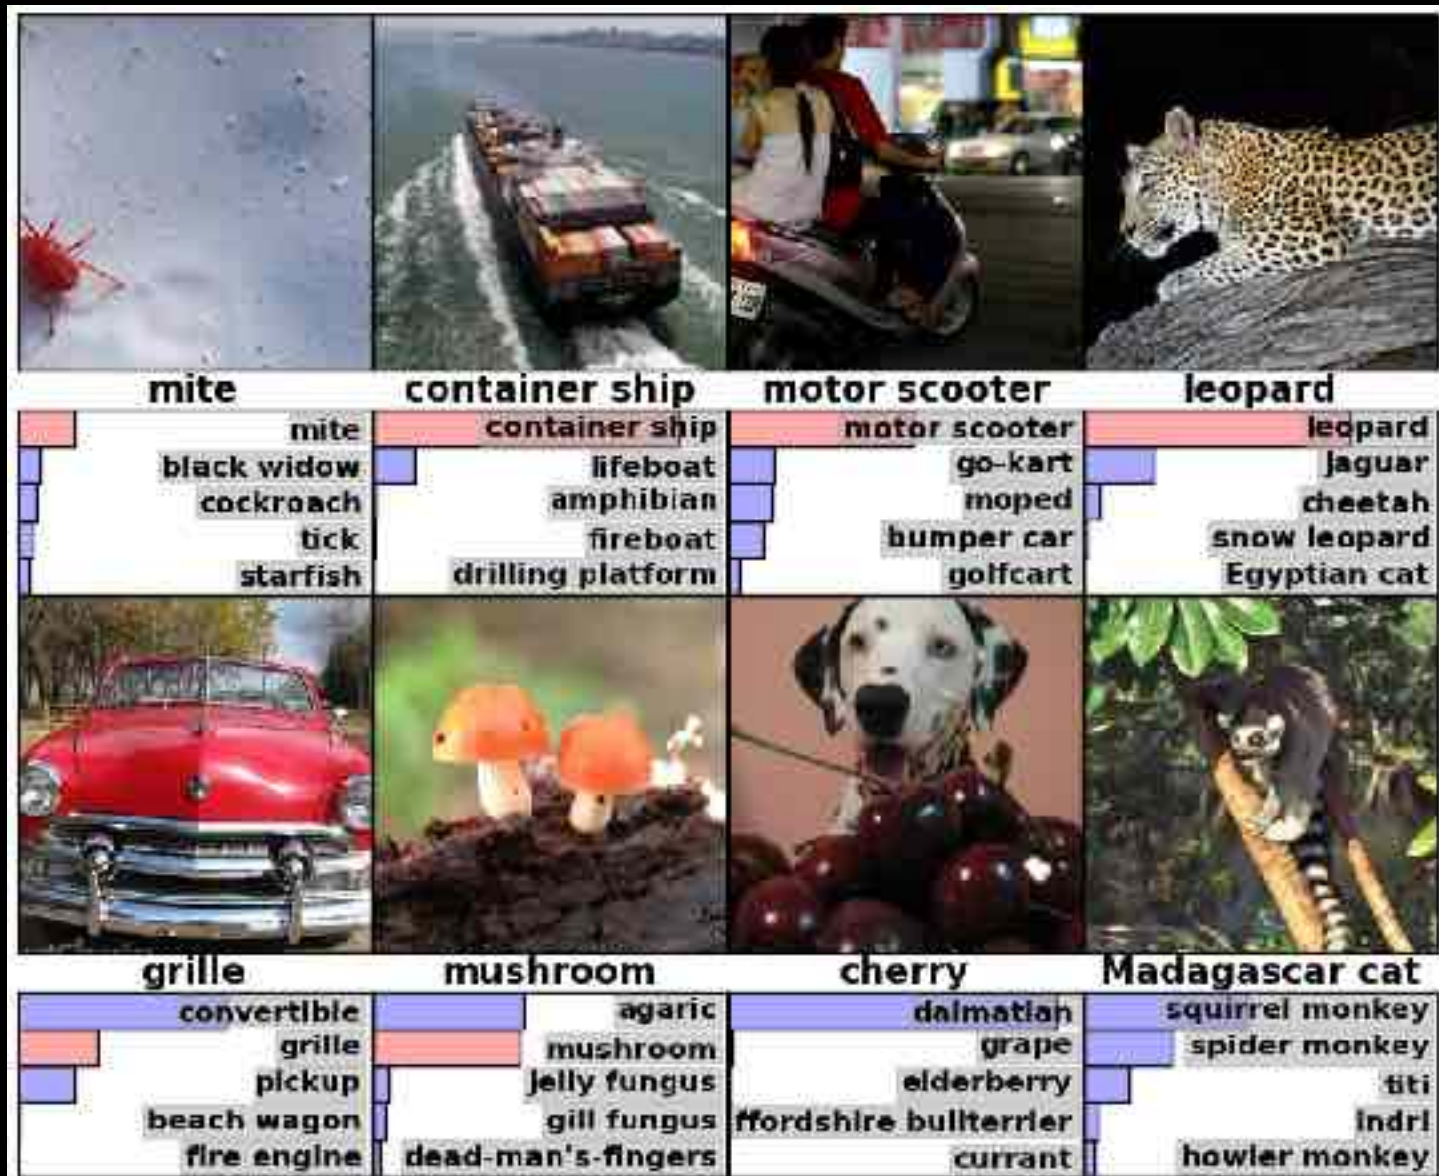 mite
container ship
motor scooter
leopard
mite
black widow
cockroach
tick
starfish
container ship
lifeboat
amphibian
fireboat
drilling platform
motor scooter
go-kart
moped
bumper car
golfcart
leopard
jaguar
cheetah
snow leopard
Egyptian cat
grille
mushroom
cherry
Madagascar cat
convertible
grille
pickup
beach wagon
fire engine
agaric
mushroom
jelly fungus
gill fungus
dead-man's-fingers
dalmatian
grape
elderberry
ffordshire bullterrier
currant
squirrel monkey
spider monkey
titi
indri
howler monkey